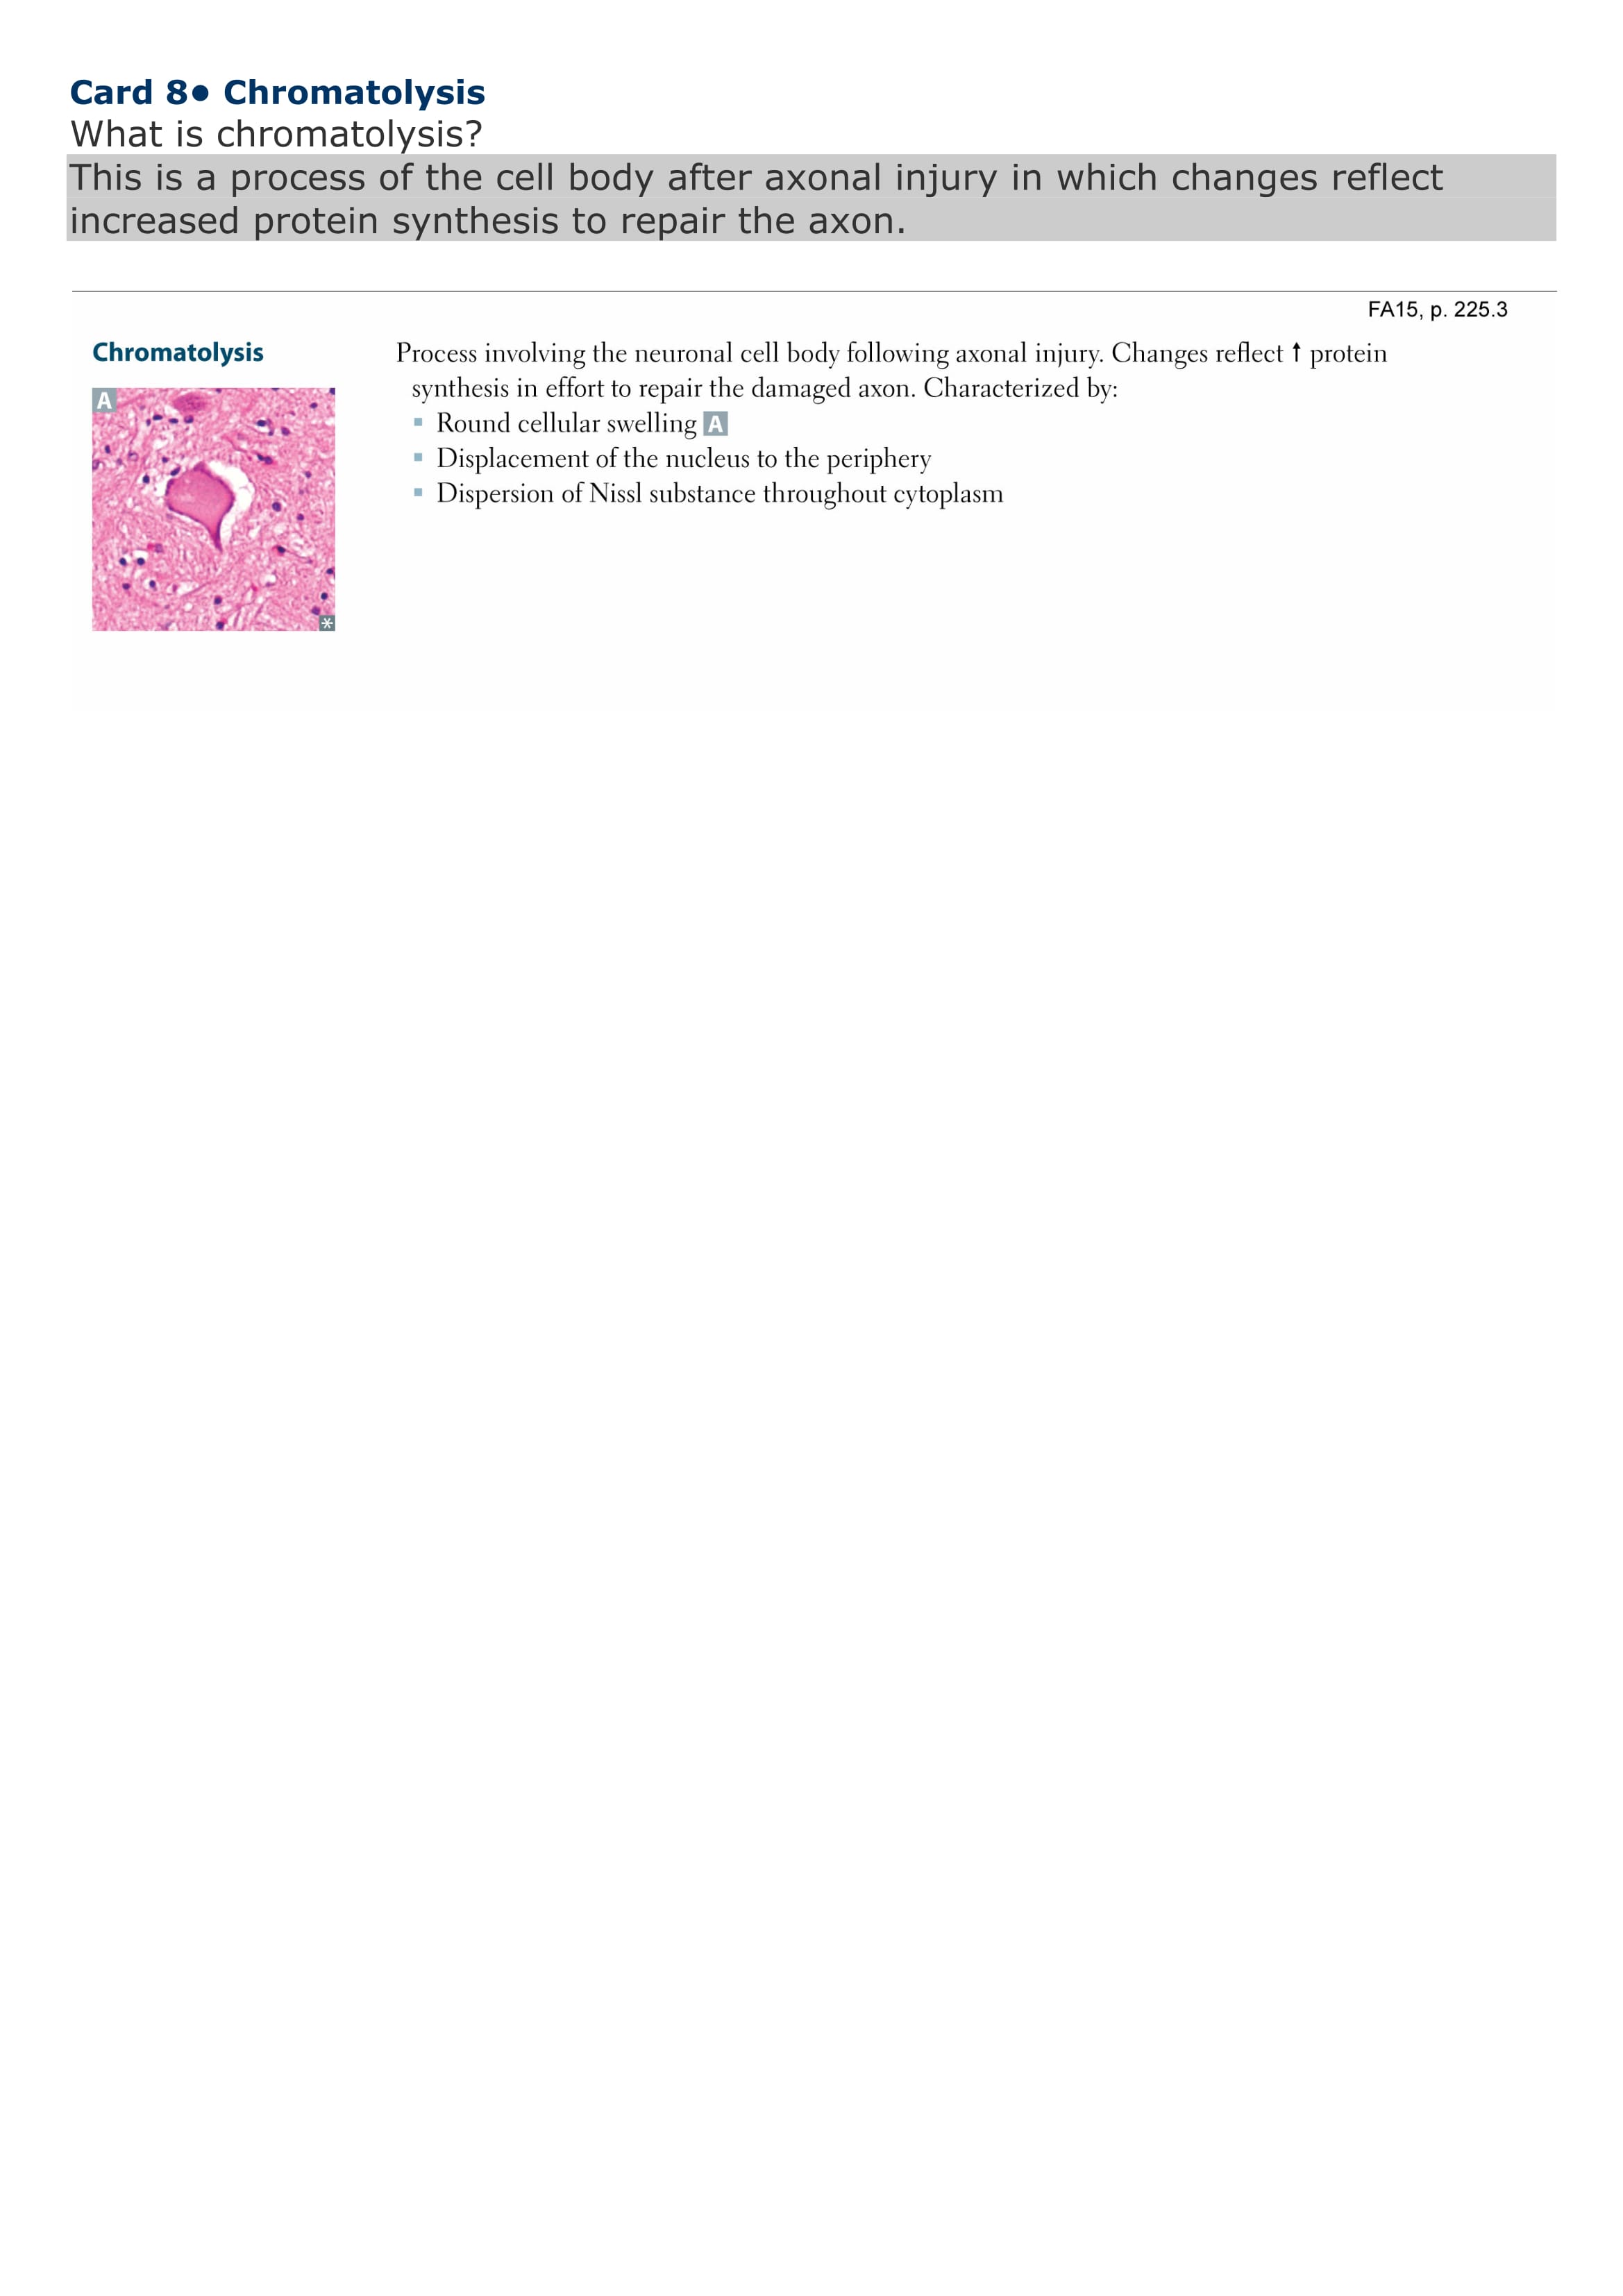 Card 8● Chromatolysis
What is chromatolysis?
This is a process of the cell body after axonal injury in which changes reflect
increased protein synthesis to repair the axon.
FA15, p. 225.3
Chromatolysis
Process involving the neuronal cell body following axonal injury. Changes reflect ↑ protein
synthesis in effort to repair the damaged axon. Characterized by:
▪ Round cellular swelling A
▪ Displacement of the nucleus to the periphery
▪ Dispersion of Nissl substance throughout cytoplasm
A
*